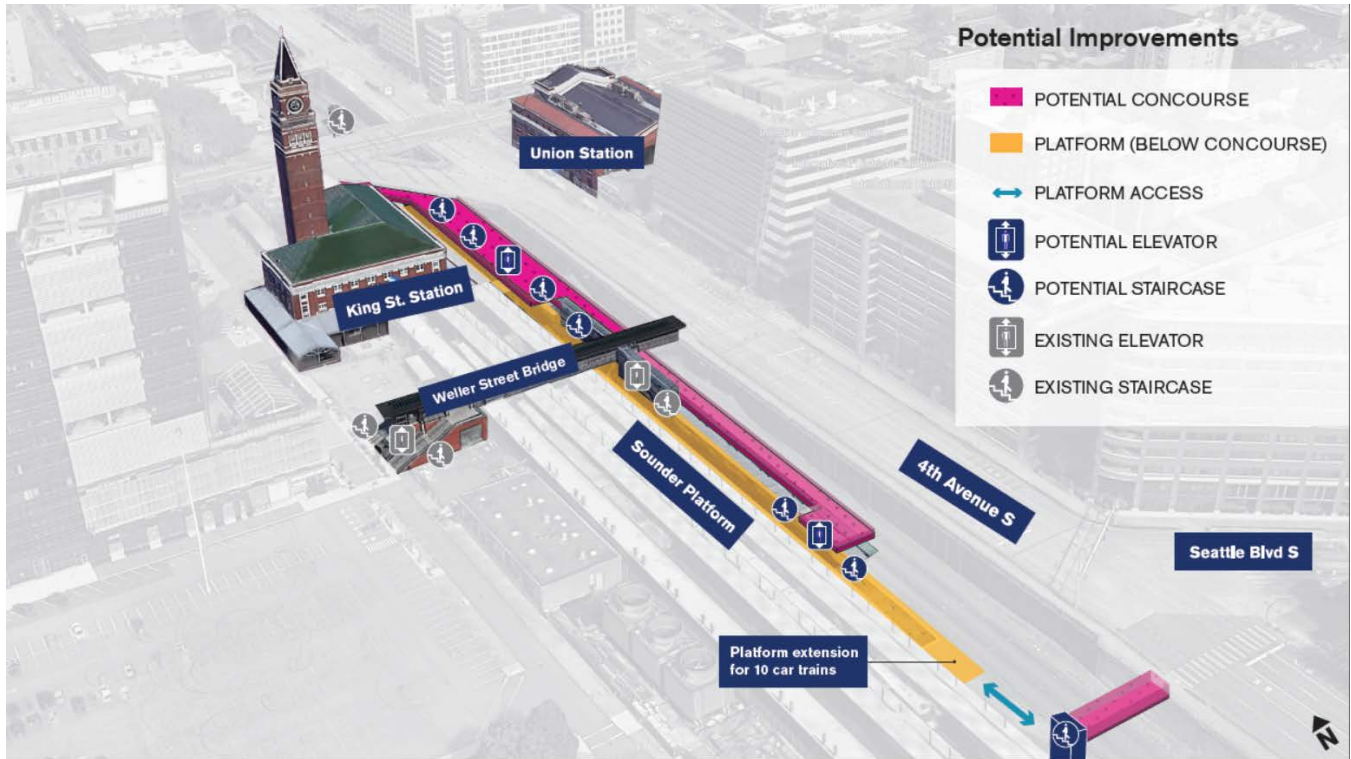 Potential Improvements
POTENTIAL CONCOURSE
PLATFORM (BELOW CONCOURSE)
PLATFORM ACCESS
POTENTIAL ELEVATOR
POTENTIAL STAIRCASE
EXISTING ELEVATOR
EXISTING STAIRCASE
Union Station
King St. Station
Weller Street Bridge
Sounder Platform
4th Avenue S
Seattle Blvd S
Platform extension
for 10 car trains
N